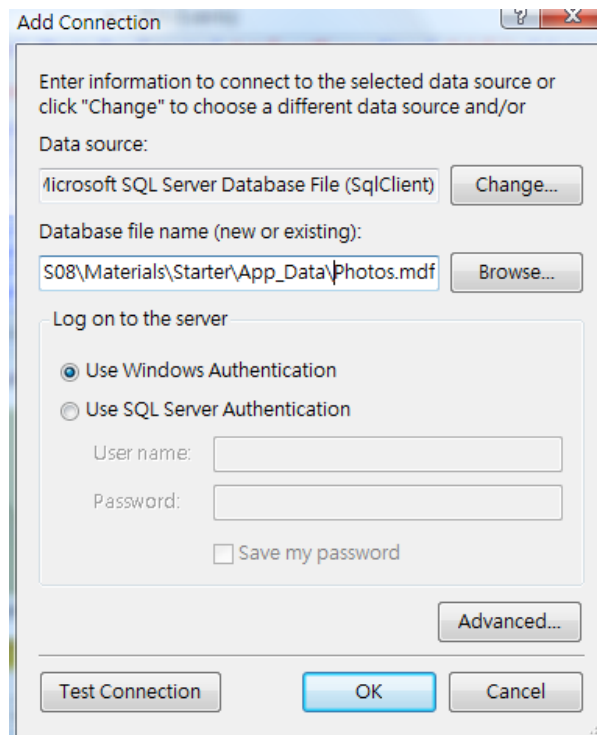 Add Connection
Enter information to connect to the selected data source or
click "Change" to choose a different data source and/or
Data source:
Microsoft SQL Server Database File (SqlClient)
Change...
Database file name (new or existing):
S08\Materials\Starter\App_Data\Photos.mdf
Browse...
Log on to the server
Use Windows Authentication
Use SQL Server Authentication
User name:
Password:
Save my password
Advanced...
Test Connection
OK
Cancel